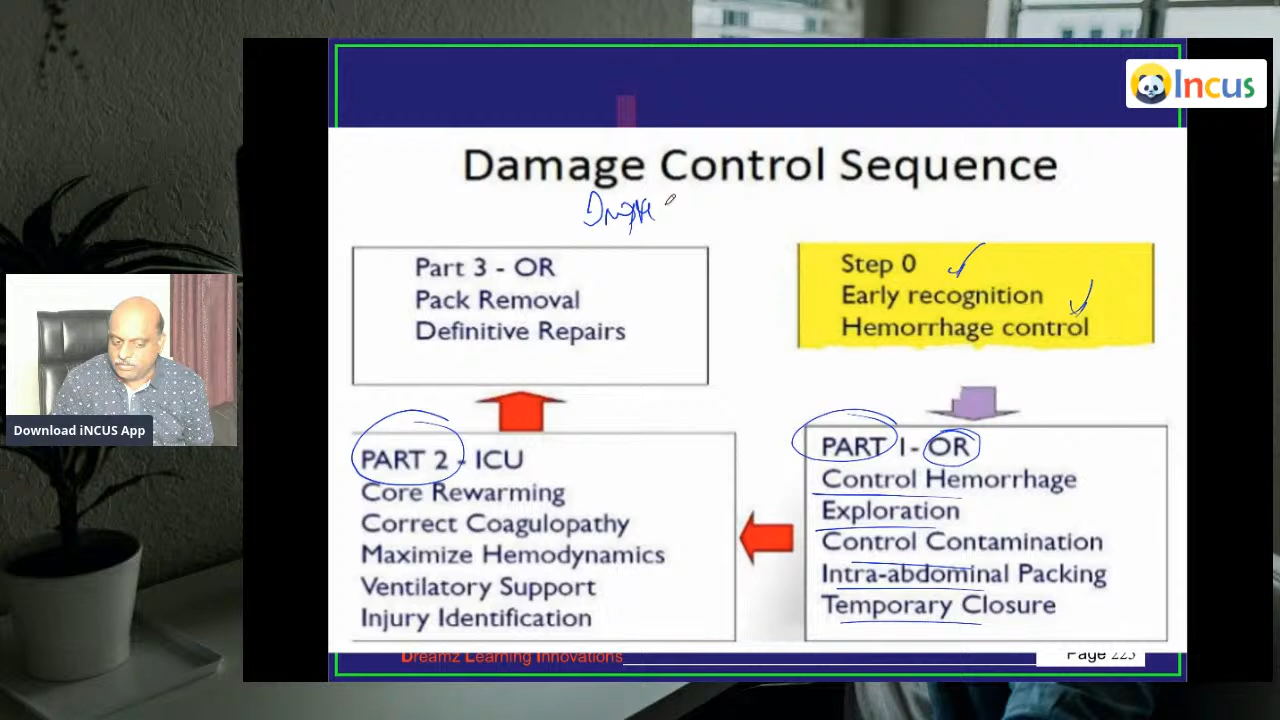 Incus
Damage Control Sequence
Part 3 - OR
Pack Removal
Definitive Repairs
Step 0
Early recognition
Hemorrhage control
PART 2 - ICU
Core Rewarming
Correct Coagulopathy
Maximize Hemodynamics
Ventilatory Support
Injury Identification
PART 1- OR
Control Hemorrhage
Exploration
Control Contamination
Intra-abdominal Packing
Temporary Closure
Download iNCUS App
Dreamz Learning Innovations
Page 225